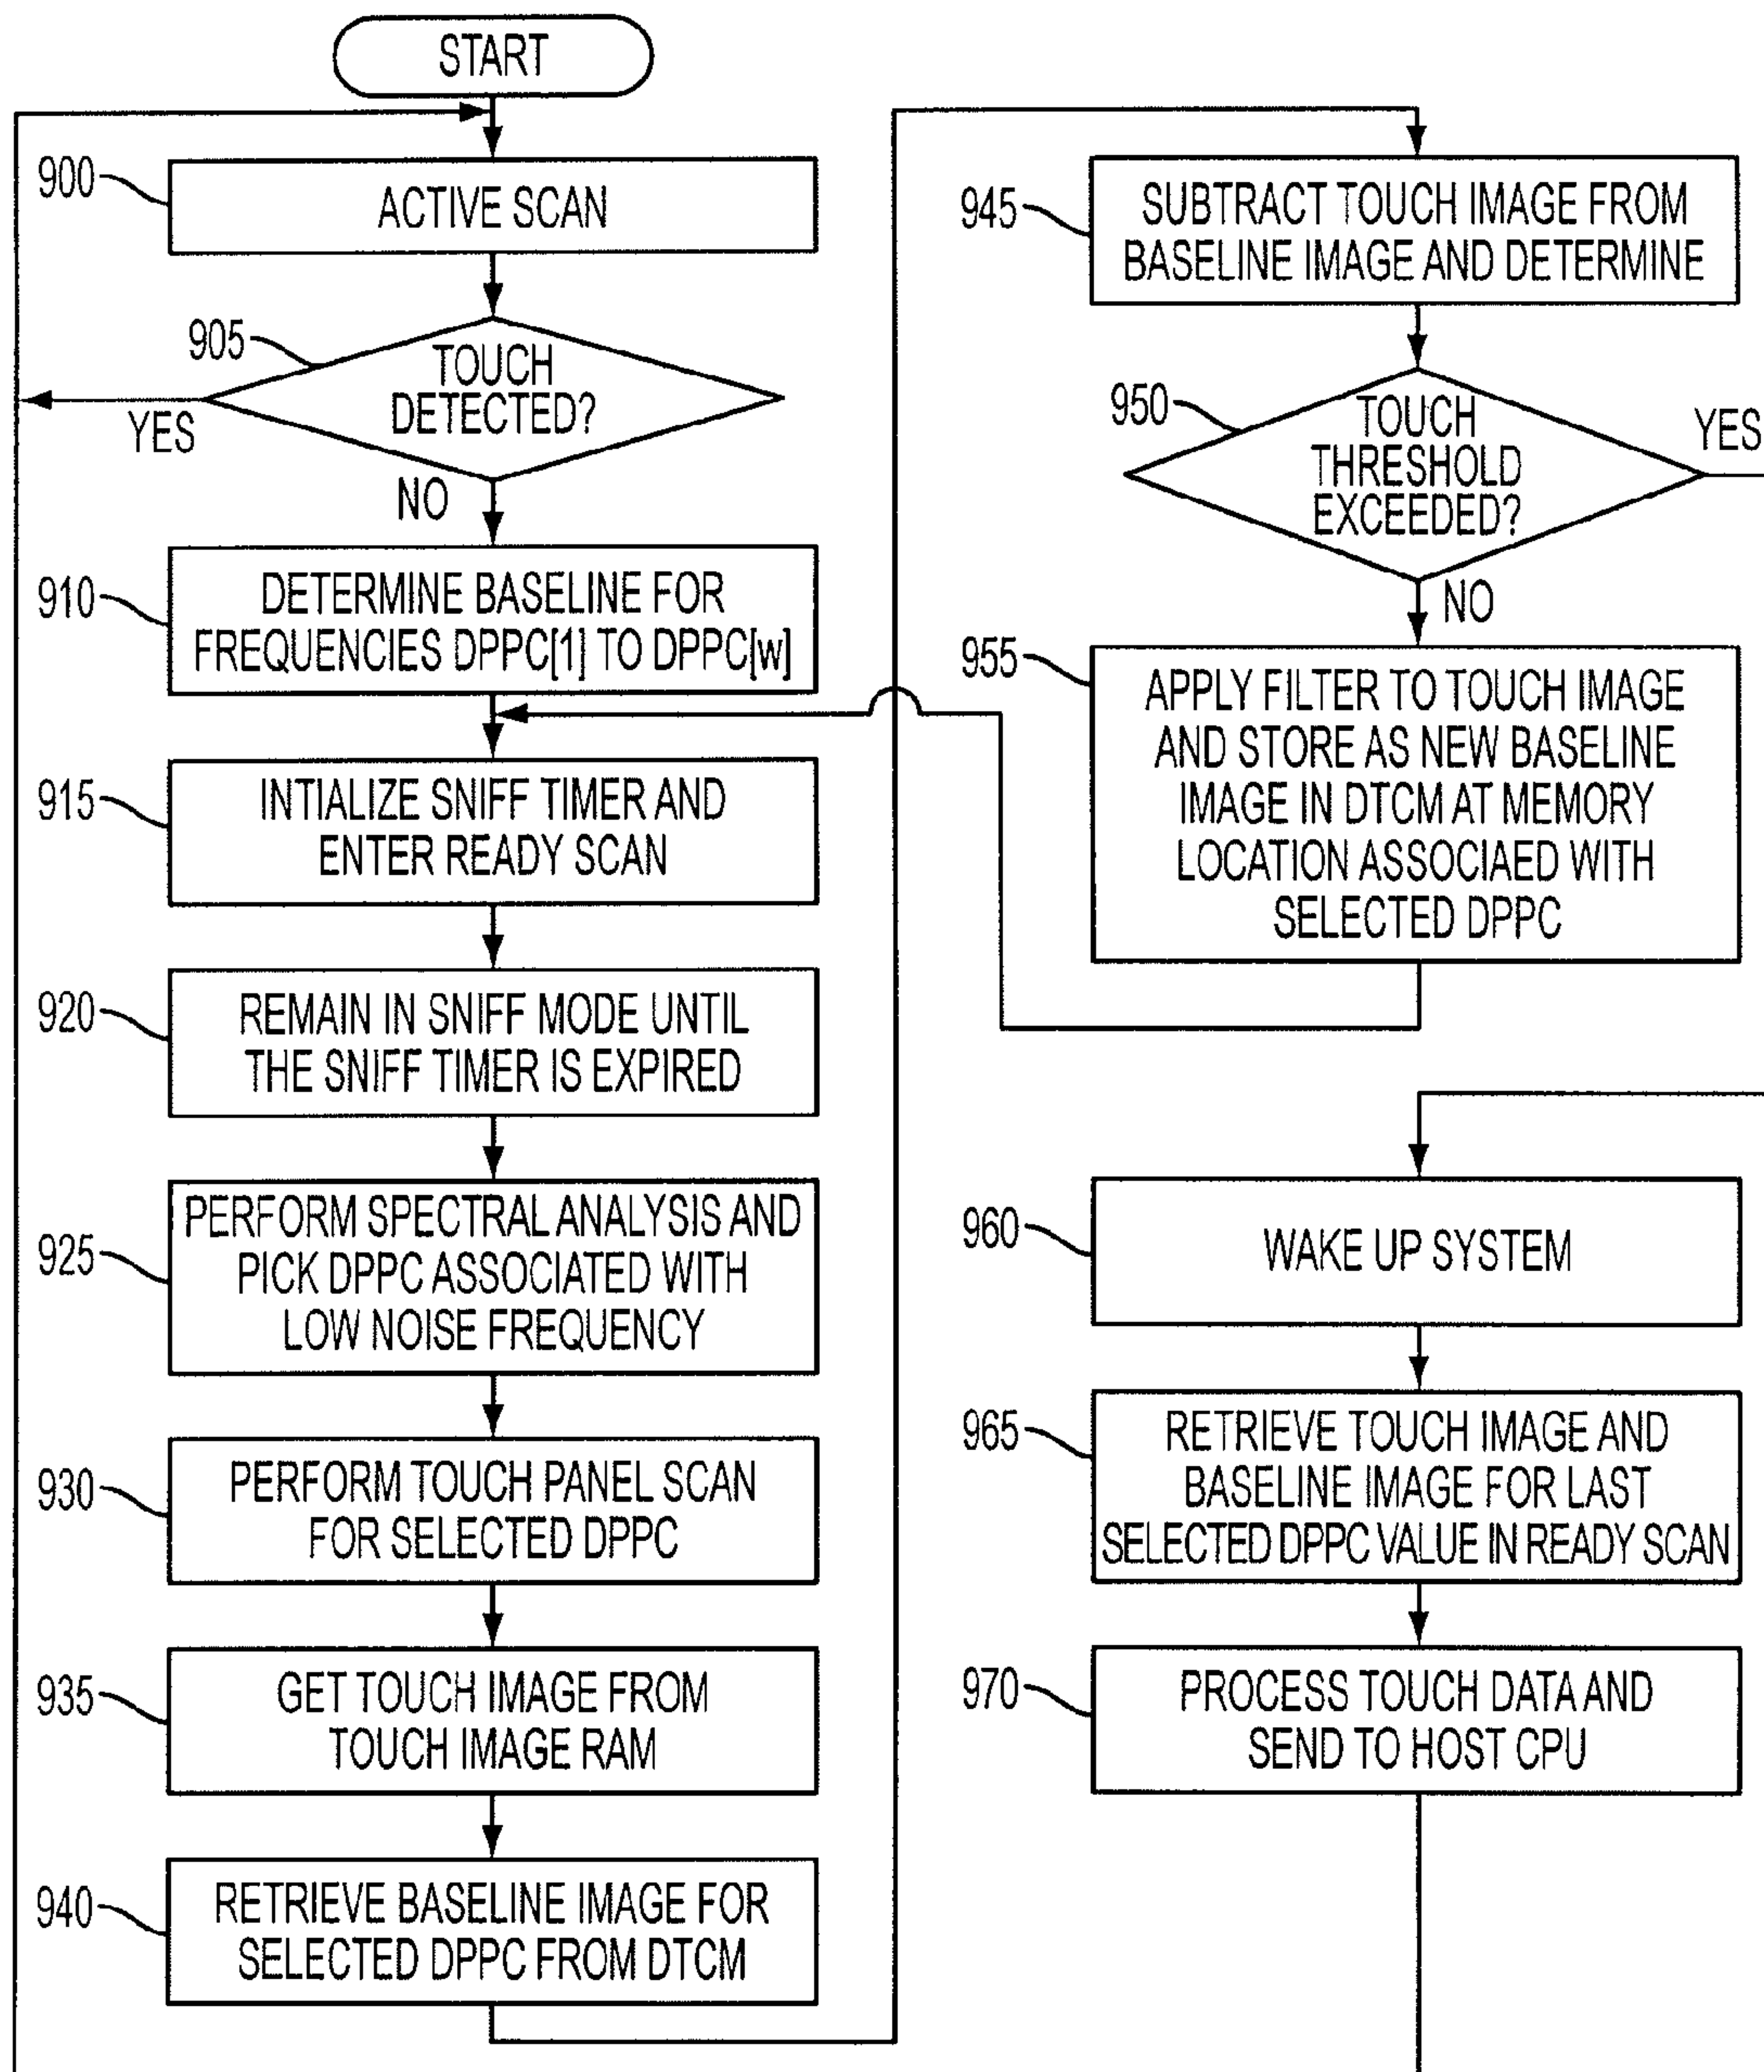 START
900
ACTIVE SCAN
905
TOUCH
DETECTED?
YES
NO
910
DETERMINE BASELINE FOR
FREQUENCIES DPPC[1] TO DPPC[w]
915
INTIALIZE SNIFF TIMER AND
ENTER READY SCAN
920
REMAIN IN SNIFF MODE UNTIL
THE SNIFF TIMER IS EXPIRED
925
PERFORM SPECTRAL ANALYSIS AND
PICK DPPC ASSOCIATED WITH
LOW NOISE FREQUENCY
930
PERFORM TOUCH PANEL SCAN
FOR SELECTED DPPC
935
GET TOUCH IMAGE FROM
TOUCH IMAGE RAM
940
RETRIEVE BASELINE IMAGE FOR
SELECTED DPPC FROM DTCM
945
SUBTRACT TOUCH IMAGE FROM
BASELINE IMAGE AND DETERMINE
950
TOUCH
THRESHOLD
EXCEEDED?
YES
NO
955
APPLY FILTER TO TOUCH IMAGE
AND STORE AS NEW BASELINE
IMAGE IN DTCM AT MEMORY
LOCATION ASSOCIAED WITH
SELECTED DPPC
960
WAKE UP SYSTEM
965
RETRIEVE TOUCH IMAGE AND
BASELINE IMAGE FOR LAST
SELECTED DPPC VALUE IN READY SCAN
970
PROCESS TOUCH DATA AND
SEND TO HOST CPU